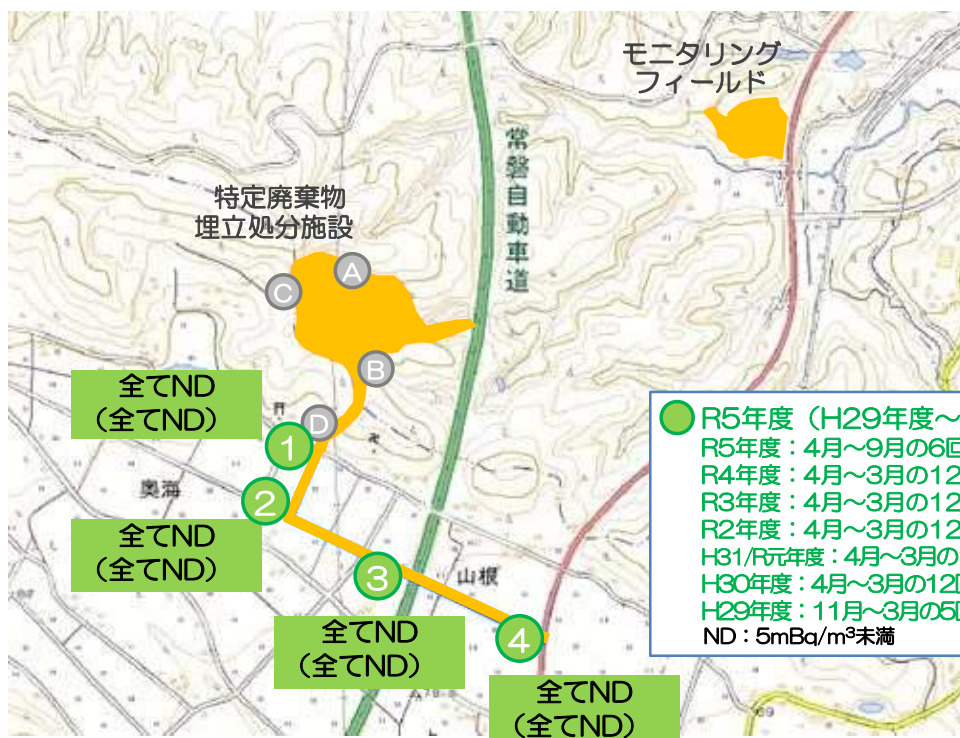 モニタリング
フィールド
常磐自動車道
特定廃棄物
埋立処分施設
A
C
B
D
全てND
(全てND)
1
奥海
2
全てND
(全てND)
3
山根
全てND
(全てND)
4
全てND
(全てND)
R5年度（H29年度～
R5年度：4月～9月の6回
R4年度：4月～3月の12
R3年度：4月～3月の12
R2年度：4月～3月の12
H31/R元年度：4月～3月の
H30年度：4月～3月の12回
H29年度：11月～3月の5回
ND：5mBq/m³未満
69